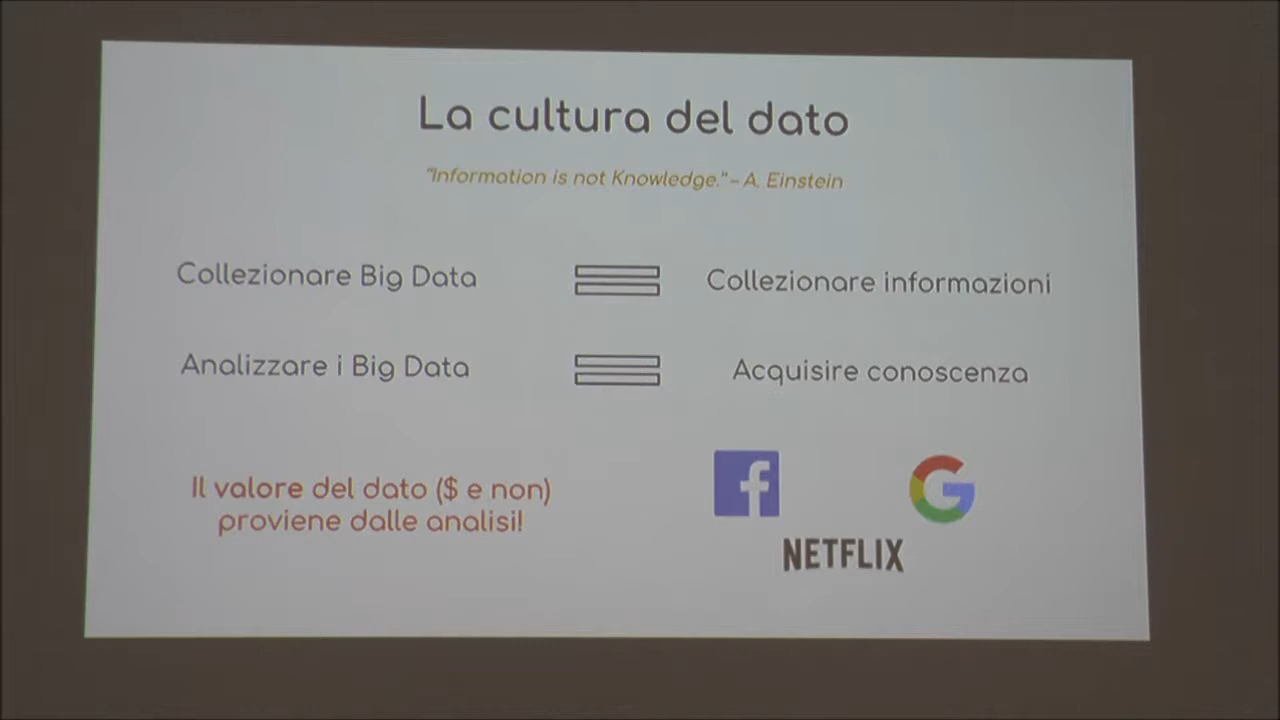 La cultura del dato
"Information is not Knowledge." - A. Einstein
Collezionare Big Data
Collezionare informazioni
Analizzare i Big Data
Acquisire conoscenza
Il valore del dato ($ e non)
proviene dalle analisi!
f
G
NETFLIX